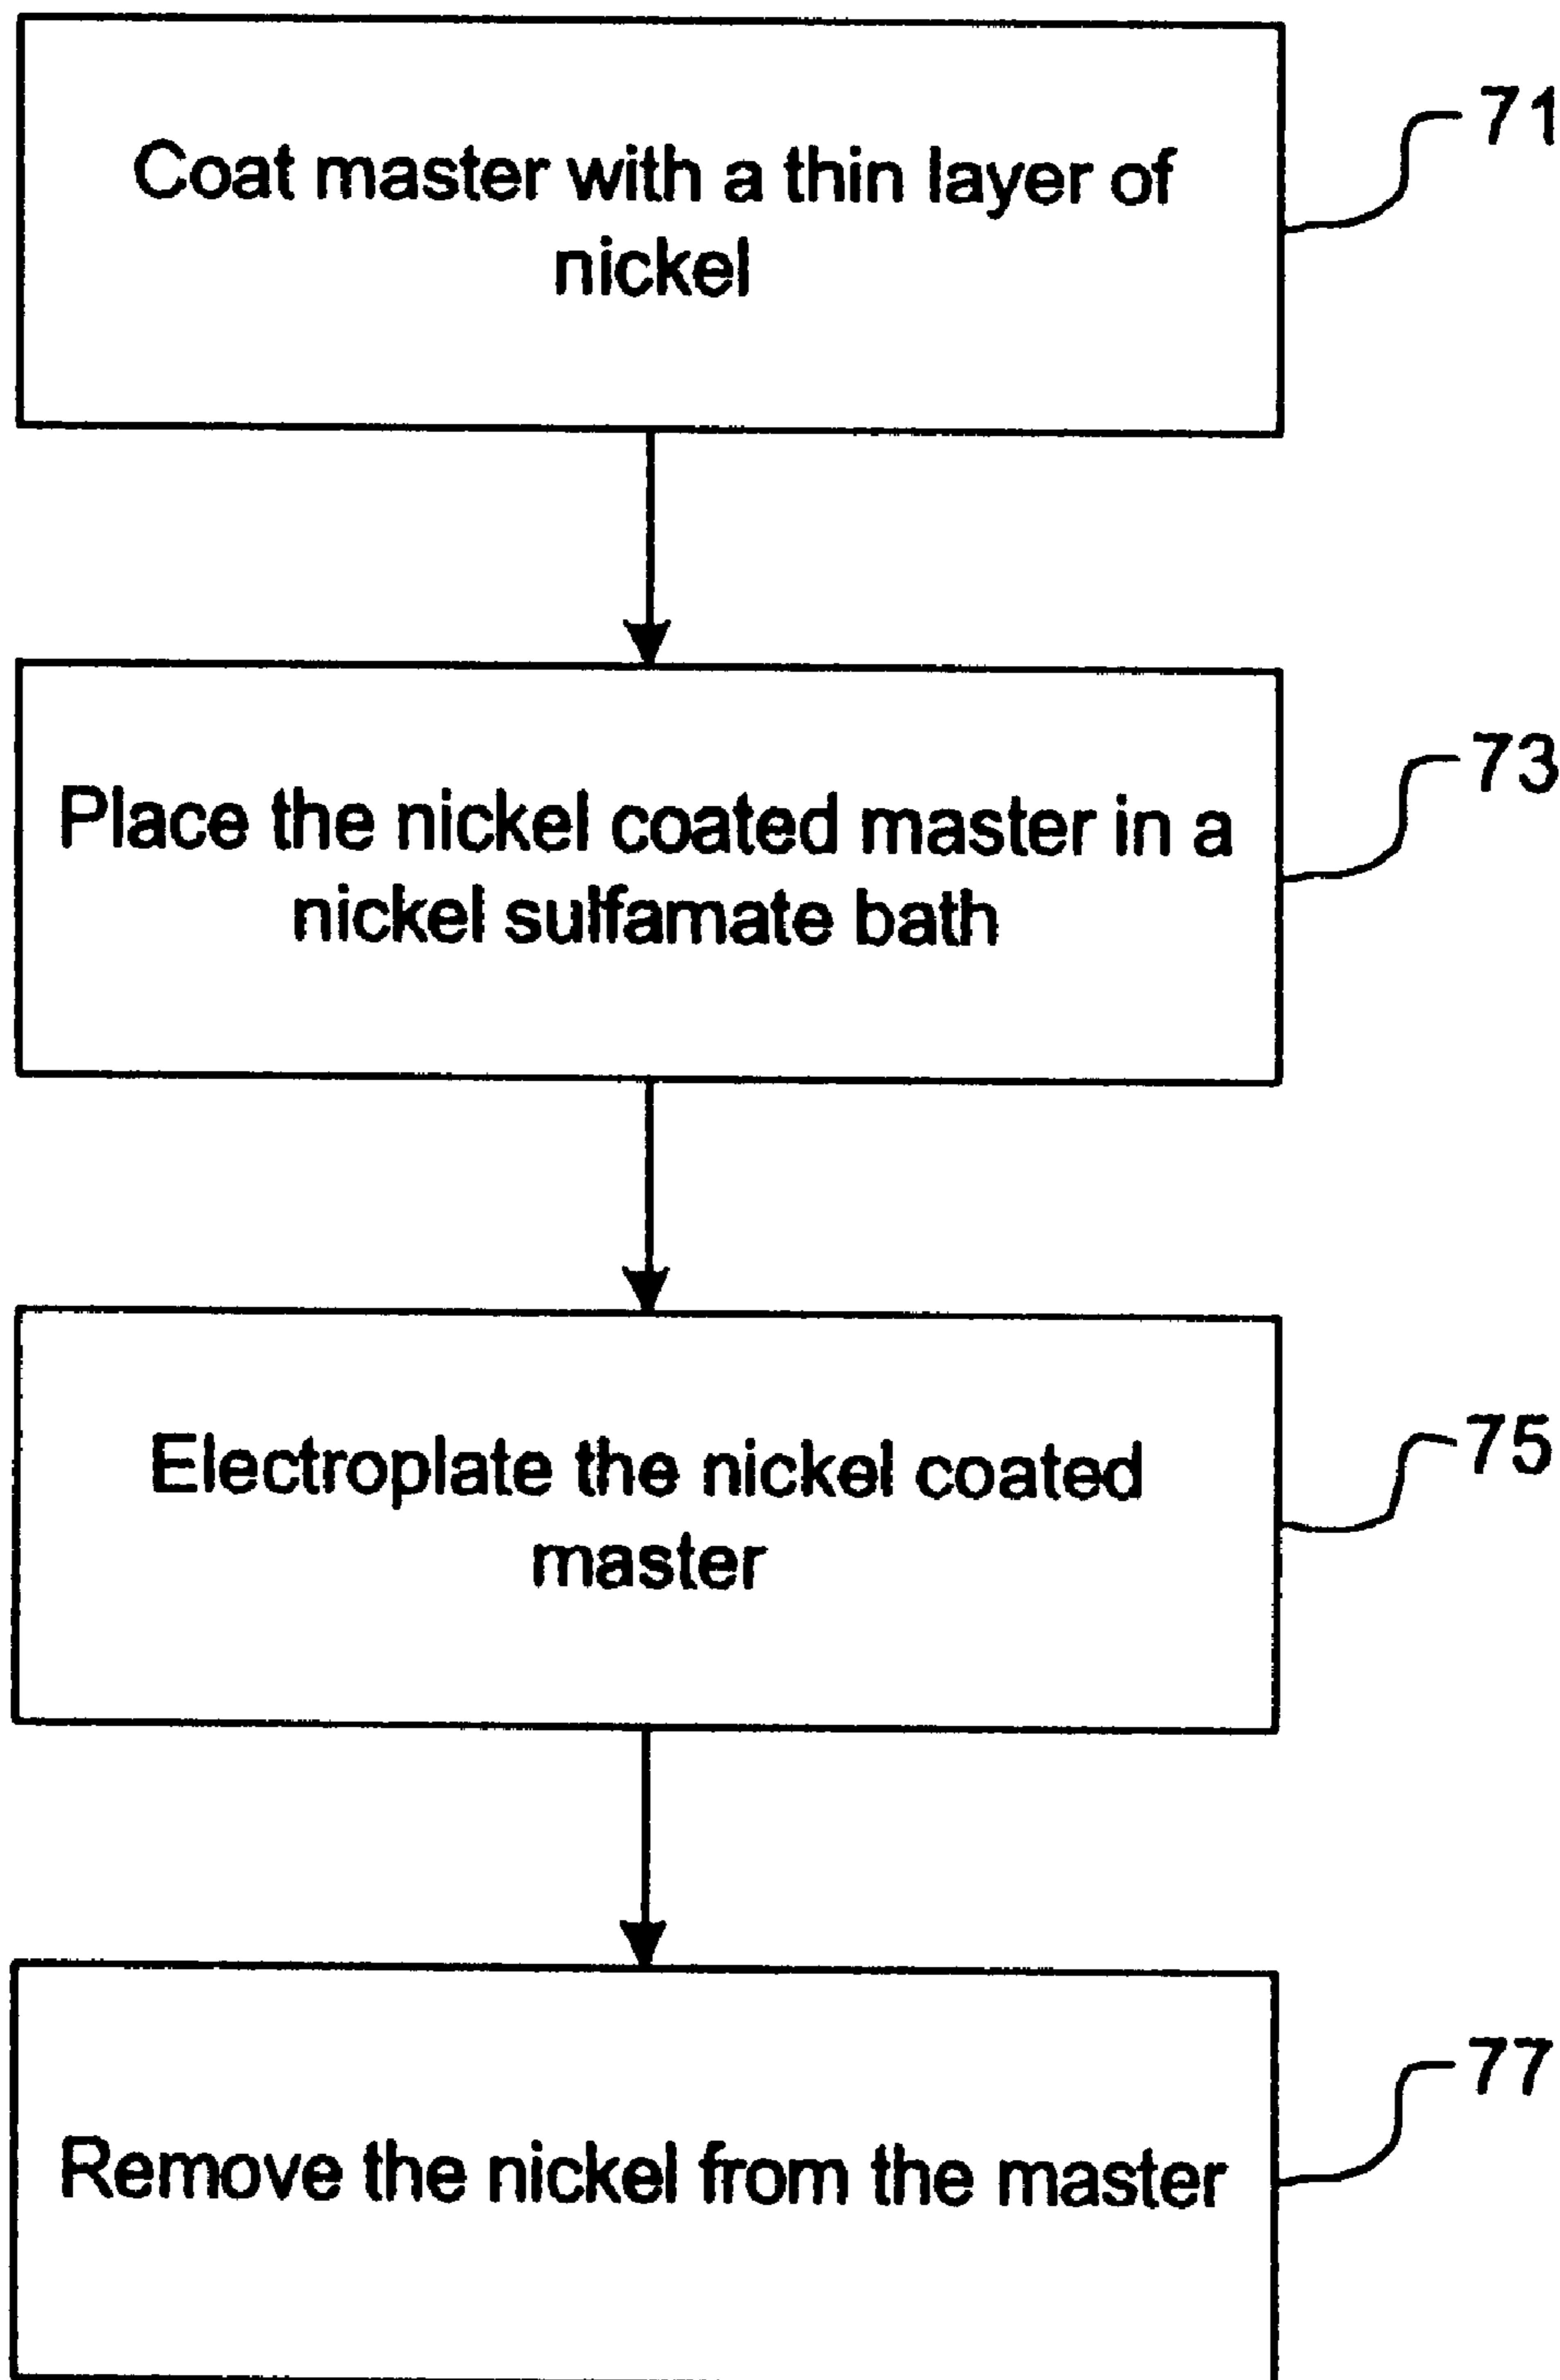 71
Coat master with a thin layer of
nickel
73
Place the nickel coated master in a
nickel sulfamate bath
75
Electroplate the nickel coated
master
77
Remove the nickel from the master